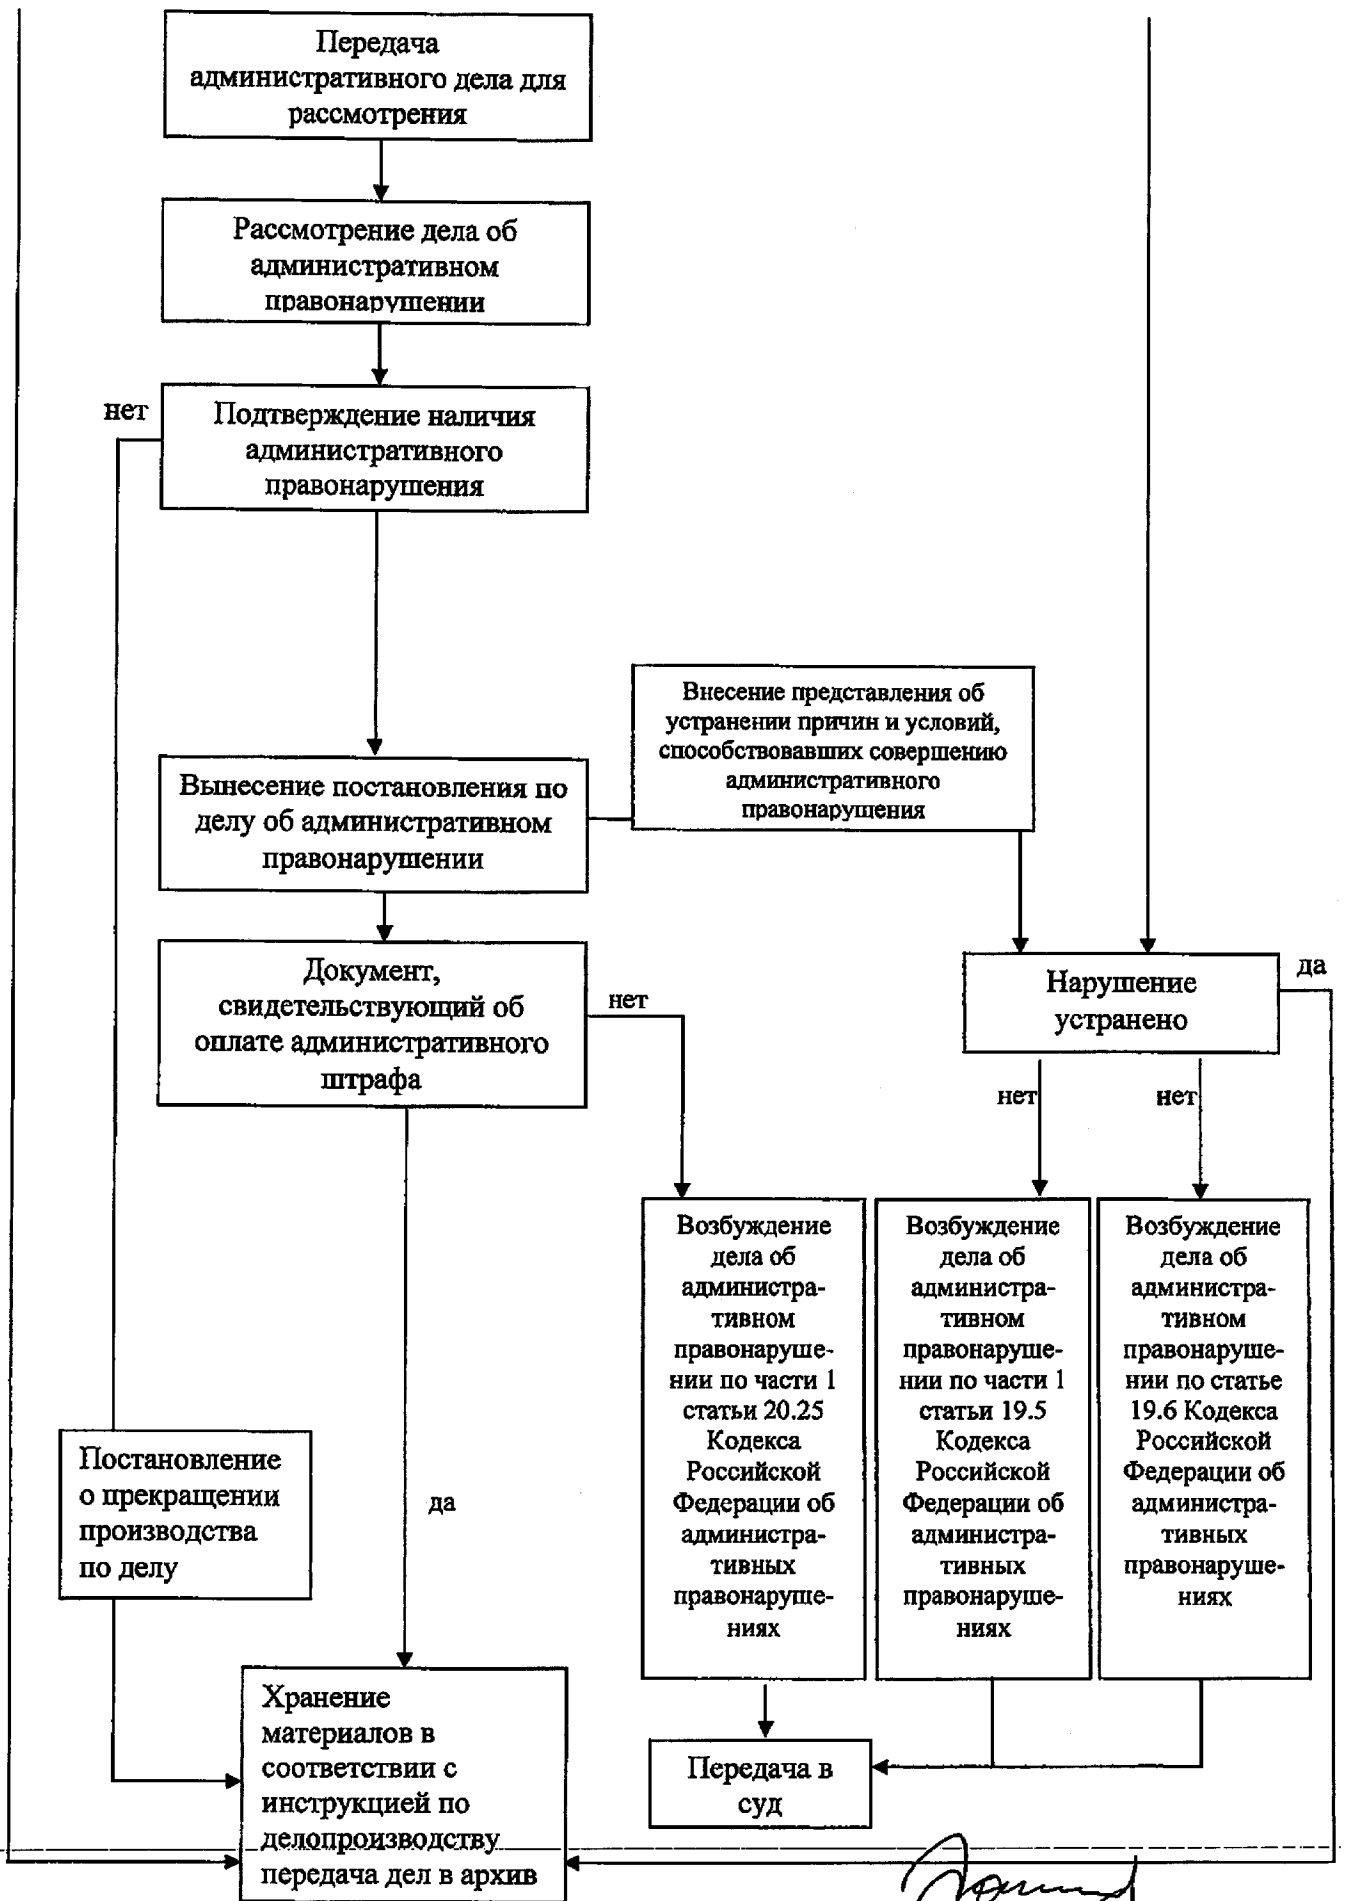 Передача
административного дела для
рассмотрения
Рассмотрение дела об
административном
правонарушении
нет
Подтверждение наличия
административного
правонарушения
Внесение представления об
устранении причин и условий,
способствовавших совершению
административного
правонарушения
Вынесение постановления по
делу об административном
правонарушении
Документ,
свидетельствующий об
оплате административного
штрафа
нет
Нарушение
устранено
да
нет
нет
Возбуждение
дела об
администра-
тивном
правонаруше-
нии по части 1
статьи 20.25
Кодекса
Российской
Федерации об
администра-
тивных
правонаруше-
ниях
Возбуждение
дела об
администра-
тивном
правонаруше-
нии по части 1
статьи 19.5
Кодекса
Российской
Федерации об
администра-
тивных
правонаруше-
ниях
Возбуждение
дела об
администра-
тивном
правонаруше-
нии по статье
19.6 Кодекса
Российской
Федерации об
администра-
тивных
правонаруше-
ниях
Постановление
о прекращении
производства
по делу
да
Хранение
материалов в
соответствии с
инструкцией по
делопроизводству
передача дел в архив
Передача в
суд